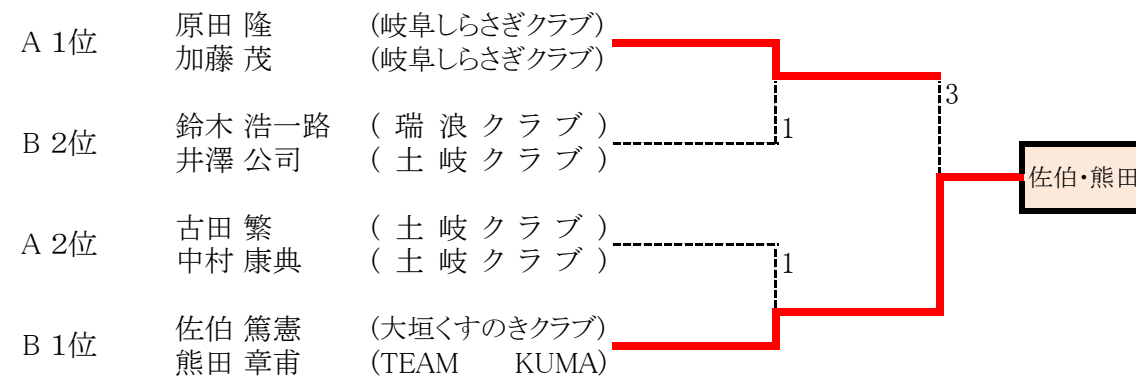 A 1位 原田 隆 (岐阜しらさぎクラブ)
加藤 茂 (岐阜しらさぎクラブ)
3
B 2位 鈴木 浩一路 (瑞浪クラブ) 1
井澤 公司 (土岐クラブ)
佐伯・熊田
A 2位 古田 繁 (土岐クラブ)
中村 康典 (土岐クラブ) 1
B 1位 佐伯 篤憲 (大垣くすのきクラブ)
熊田 章甫 (TEAM KUMA)